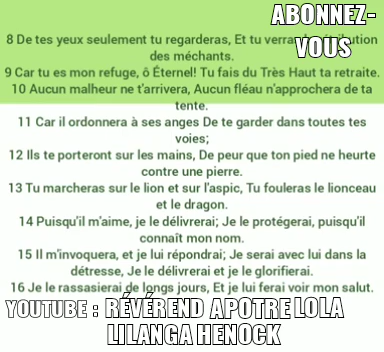 ABONNEZ-
VOUS
8 De tes yeux seulement tu regarderas, Et tu verras la rétribution
des méchants.
9 Car tu es mon refuge, ô Éternel! Tu fais du Très Haut ta retraite.
10 Aucun malheur ne t'arrivera, Aucun fléau n'approchera de ta
tente.
11 Car il ordonnera à ses anges De te garder dans toutes tes
voies;
12 Ils te porteront sur les mains, De peur que ton pied ne heurte
contre une pierre.
13 Tu marcheras sur le lion et sur l'aspic, Tu fouleras le lionceau
et le dragon.
14 Puisqu'il m'aime, je le délivrerai; Je le protégerai, puisqu'il
connaît mon nom.
15 Il m'invoquera, et je lui répondrai; Je serai avec lui dans la
détresse, Je le délivrerai et je le glorifierai.
16 Je le rassasierai de longs jours, Et je lui ferai voir mon salut.
YOUTUBE : RÉVÉREND APOTRE LOLA
LILANGA HENOCK